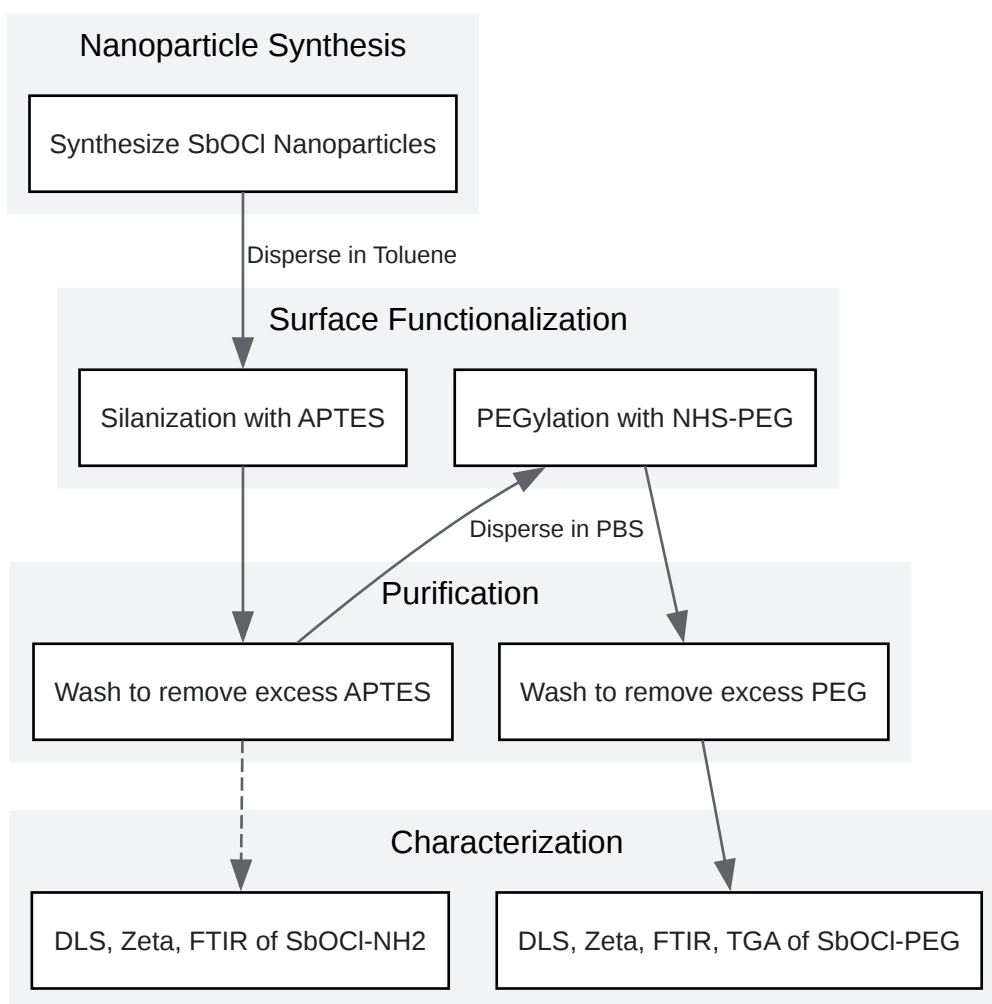 Nanoparticle Synthesis
Synthesize SbOCl Nanoparticles
Disperse in Toluene
Surface Functionalization
Silanization with APTES
PEGylation with NHS-PEG
Disperse in PBS
Purification
Wash to remove excess APTES
Wash to remove excess PEG
Characterization
DLS, Zeta, FTIR of SbOCl-NH2
DLS, Zeta, FTIR, TGA of SbOCl-PEG